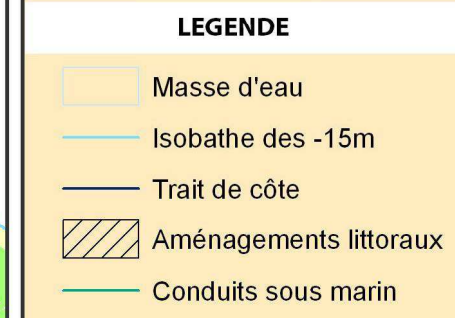 LEGENDE
Masse d'eau
Isobathe des -15m
Trait de côte
Aménagements littoraux
Conduits sous marin